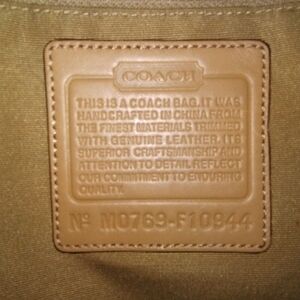 COACH
THIS IS A COACH BAG. IT WAS
HANDCRAFTED IN CHINA FROM
THE FINEST MATERIALS TRIMMED
WITH GENUINE LEATHER. ITS
SUPERIOR CRAFTSMANSHIP AND
ATTENTION TO DETAIL REFLECT
OUR COMMITMENT TO ENDURING
QUALITY.
Nº M0769-F10944